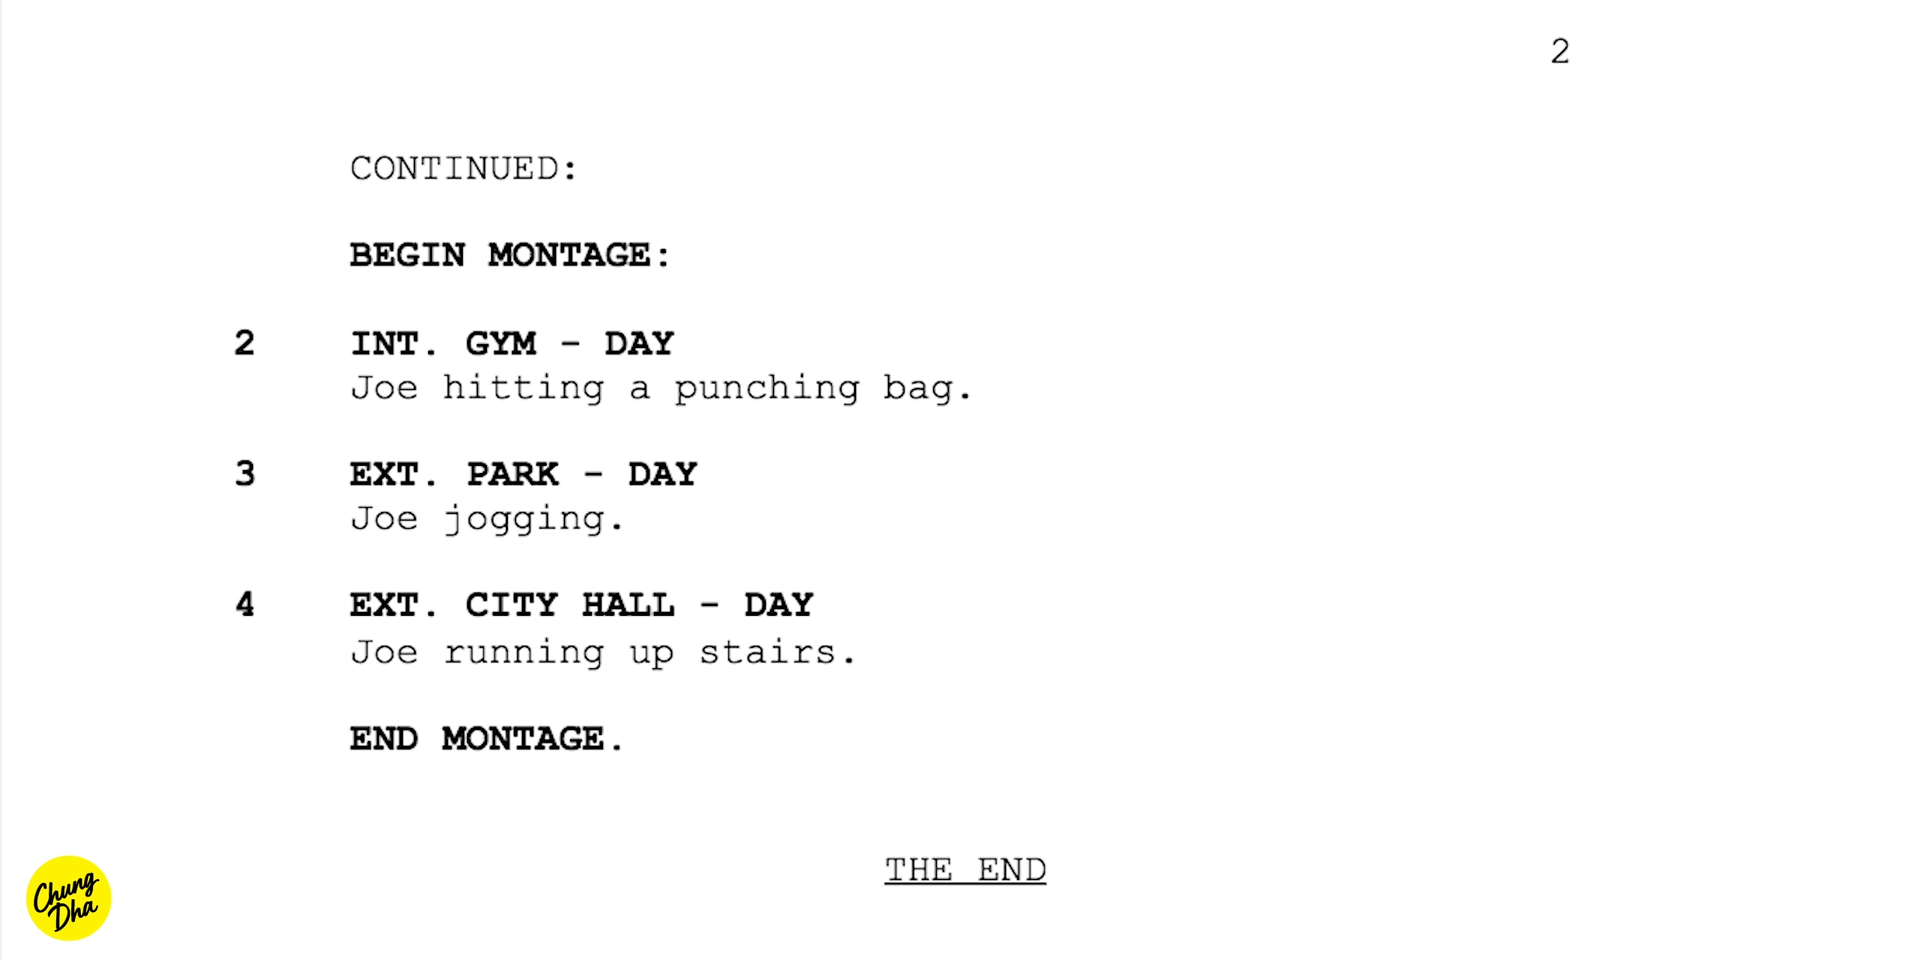 2
CONTINUED:
BEGIN MONTAGE:
2 INT. GYM - DAY
Joe hitting a punching bag.
3 EXT. PARK - DAY
Joe jogging.
4 EXT. CITY HALL - DAY
Joe running up stairs.
END MONTAGE.
THE END
Chung
Dha